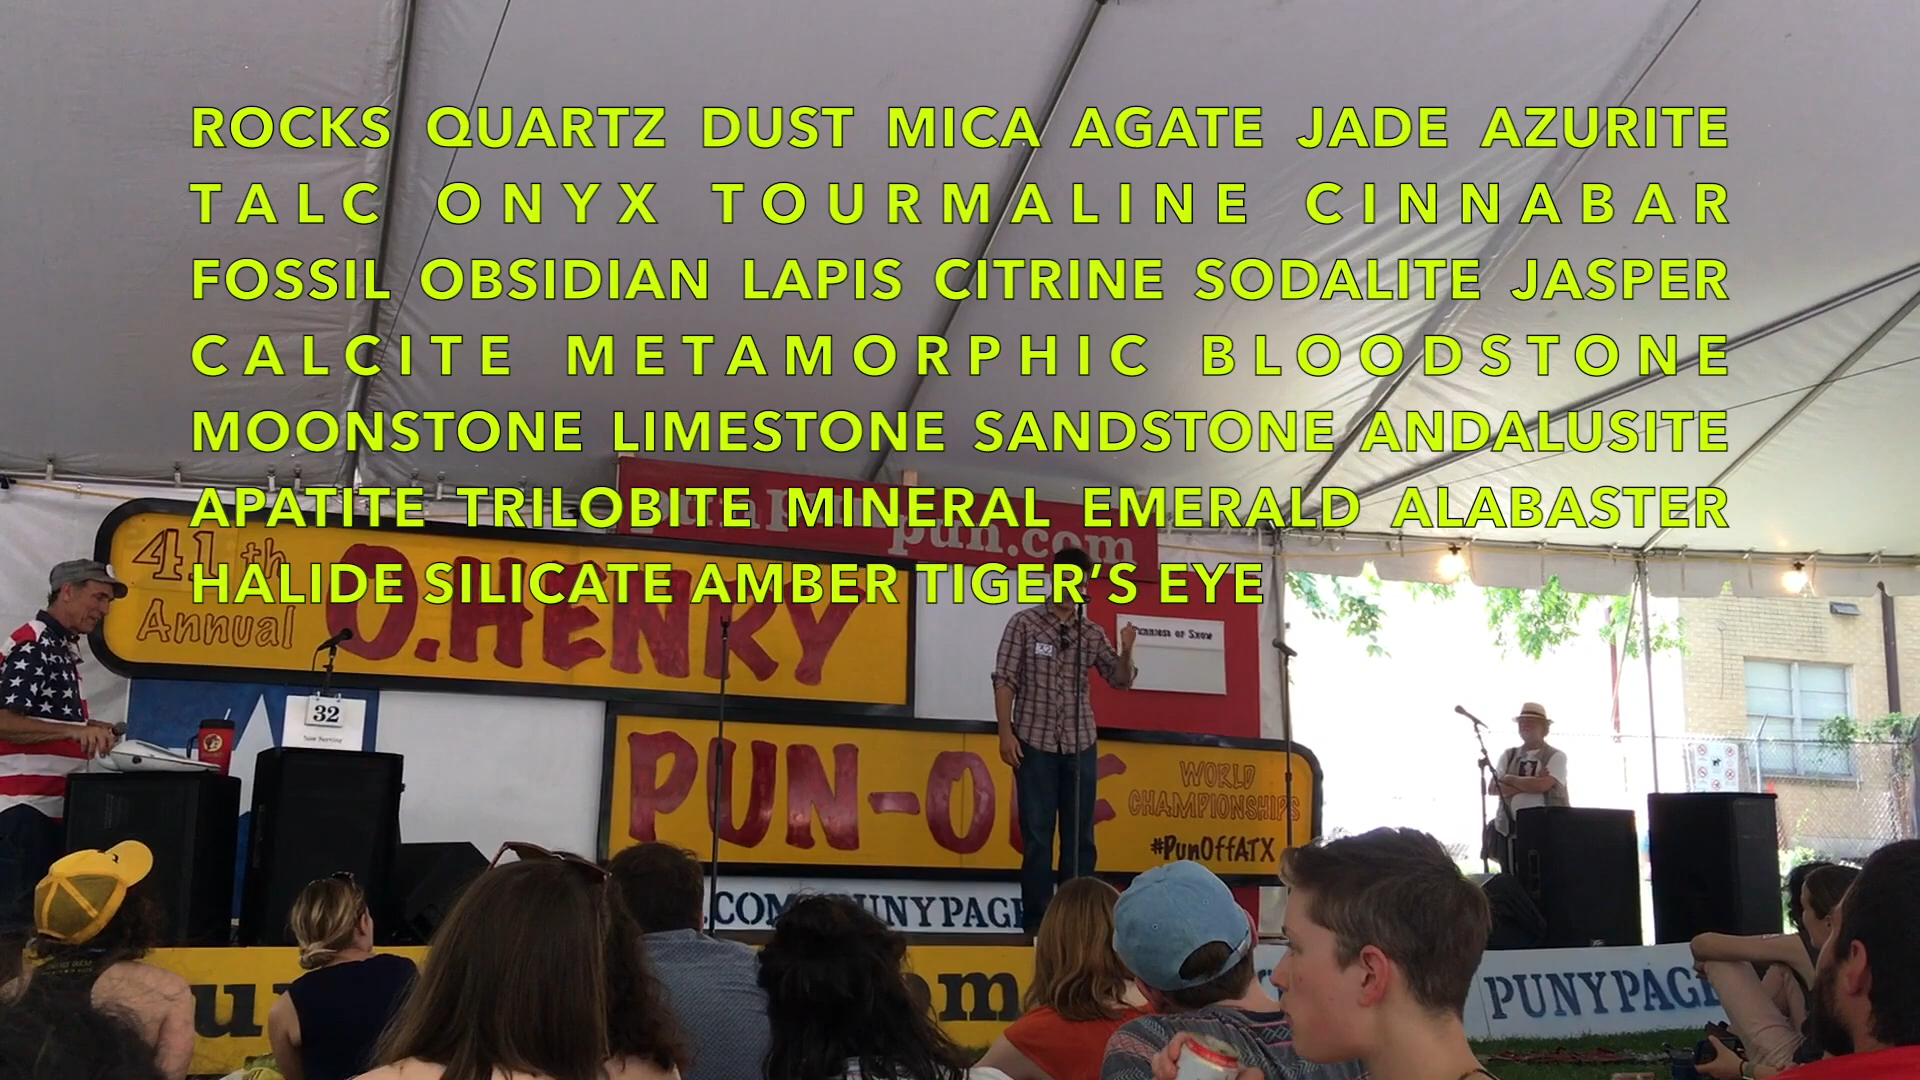 ROCKS QUARTZ DUST MICA AGATE JADE AZURITE
TALC ONYX TOURMALINE CINNABAR
FOSSIL OBSIDIAN LAPIS CITRINE SODALITE JASPER
CALCITE METAMORPHIC BLOODSTONE
MOONSTONE LIMESTONE SANDSTONE ANDALUSITE
APATITE TRILOBITE MINERAL EMERALD ALABASTER
HALIDE SILICATE AMBER TIGER'S EYE
pun.com
41th
Annual
O.HENRY
32
PUN-O
WORLD
CHAMPIONSHIPS
#PunOffATX
.COM/PUNYPAGE
PUNYPAGE